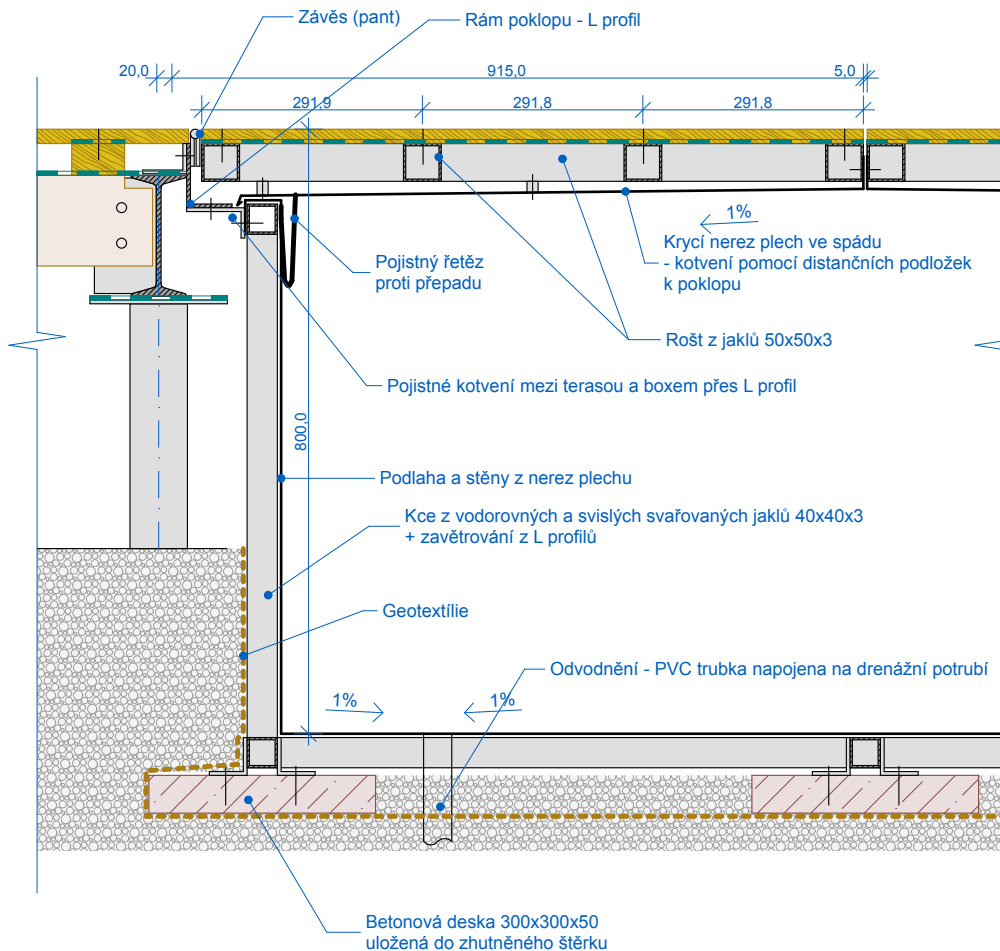 Závěs (pant)
Rám poklopu - L profil
20,0
915,0
5,0
291,9
291,8
291,8
1%
Krycí nerez plech ve spádu
- kotvení pomocí distančních podložek
k poklopu
Pojistný řetěz
proti přepadu
Rošt z jaklů 50x50x3
Pojistné kotvení mezi terasou a boxem přes L profil
800,0
Podlaha a stěny z nerez plechu
Kce z vodorovných a svislých svařovaných jaklů 40x40x3
+ zavětrování z L profilů
Geotextílie
Odvodnění - PVC trubka napojena na drenážní potrubí
1%
1%
Betonová deska 300x300x50
uložená do zhutněného štěrku